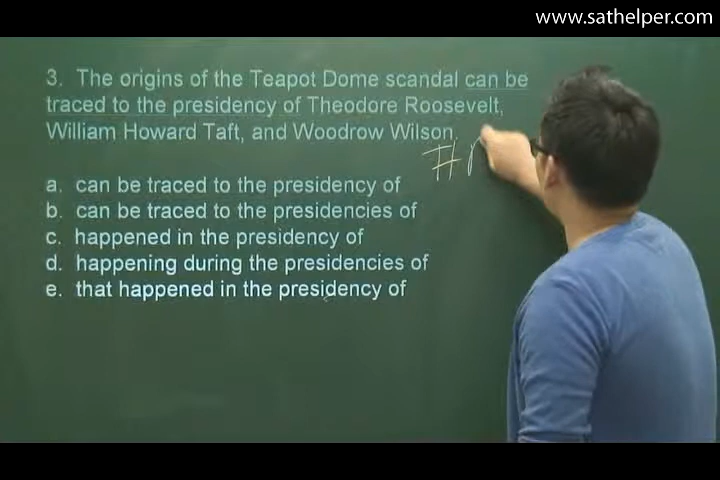 www.sathelper.com
3. The origins of the Teapot Dome scandal can be
traced to the presidency of Theodore Roosevelt,
William Howard Taft, and Woodrow Wilson.
a. can be traced to the presidency of
b. can be traced to the presidencies of
c. happened in the presidency of
d. happening during the presidencies of
e. that happened in the presidency of
#